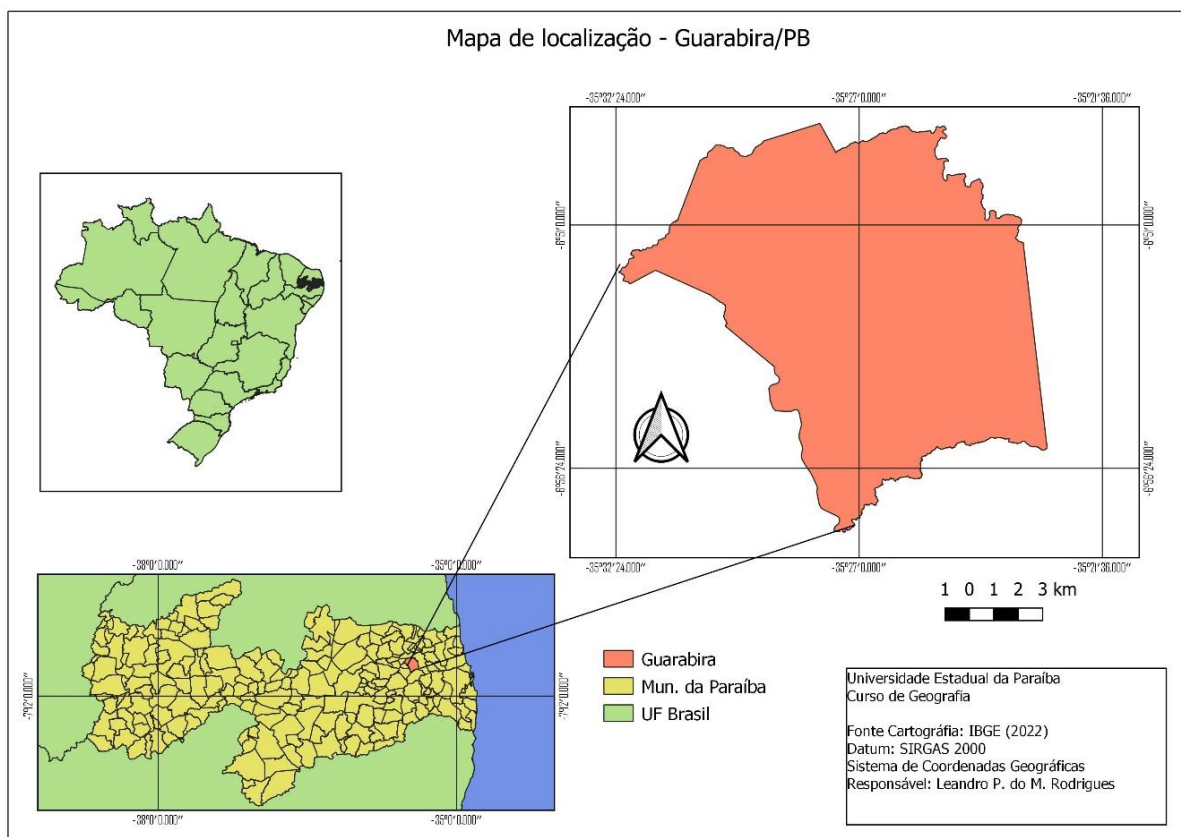 Mapa de localização - Guarabira/PB
-35°32'24.000" -35°27'0.000" -35°21'36.000"
-6°51'0.000" -6°51'0.000"
-6°56'24.000" -6°56'24.000"
-35°32'24.000" -35°27'0.000" -35°21'36.000"
-38°0'0.000" -35°0'0.000"
-7°12'0.000" -7°12'0.000"
-38°0'0.000" -35°0'0.000"
1 0 1 2 3 km
Guarabira
Mun. da Paraíba
UF Brasil
Universidade Estadual da Paraíba
Curso de Geografia
Fonte Cartográfia: IBGE (2022)
Datum: SIRGAS 2000
Sistema de Coordenadas Geográficas
Responsável: Leandro P. do M. Rodrigues